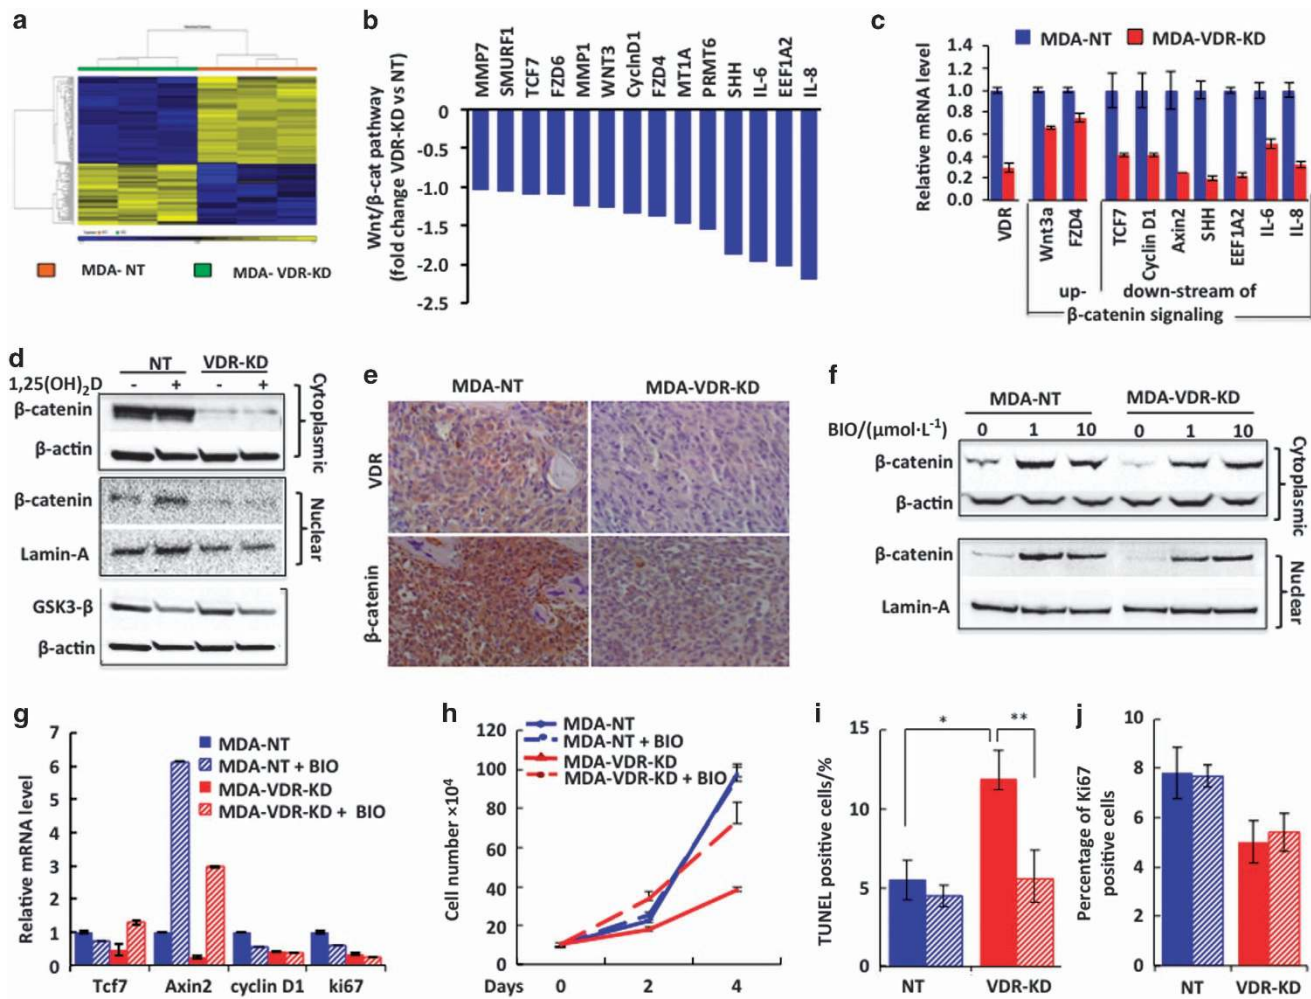 a
MDA- NT
MDA- VDR-KD
b
Wnt/β-cat pathway
(fold change VDR-KD vs NT)
MMP7
SMURF1
TCF7
FZD6
MMP1
WNT3
CyclnD1
FZD4
MT1A
PRMT6
SHH
IL-6
EEF1A2
IL-8
0
-0.5
-1.0
-1.5
-2.0
-2.5
c
MDA-NT
MDA-VDR-KD
Relative mRNA level
1.4
1.2
1.0
0.8
0.6
0.4
0.2
0.0
VDR
Wnt3a
FZD4
TCF7
Cyclin D1
Axin2
SHH
EEF1A2
IL-6
IL-8
up-
down-stream of
β-catenin signaling
d
NT
VDR-KD
1,25(OH)2D
- + - +
β-catenin
β-actin
Cytoplasmic
β-catenin
Lamin-A
Nuclear
GSK3-β
β-actin
e
MDA-NT
MDA-VDR-KD
VDR
β-catenin
f
MDA-NT
MDA-VDR-KD
BIO/(μmol·L-1)
0 1 10 0 1 10
β-catenin
β-actin
Cytoplasmic
β-catenin
Lamin-A
Nuclear
g
Relative mRNA level
7
6
5
4
3
2
1
0
MDA-NT
MDA-NT + BIO
MDA-VDR-KD
MDA-VDR-KD + BIO
Tcf7 Axin2 cyclin D1 ki67
h
Cell number ×10⁴
120
100
80
60
40
20
0
MDA-NT
MDA-NT + BIO
MDA-VDR-KD
MDA-VDR-KD + BIO
Days 0 2 4
i
TUNEL positive cells/%
15
10
5
0
*
**
NT VDR-KD
j
Percentage of Ki67
positive cells
10
8
6
4
2
0
NT VDR-KD